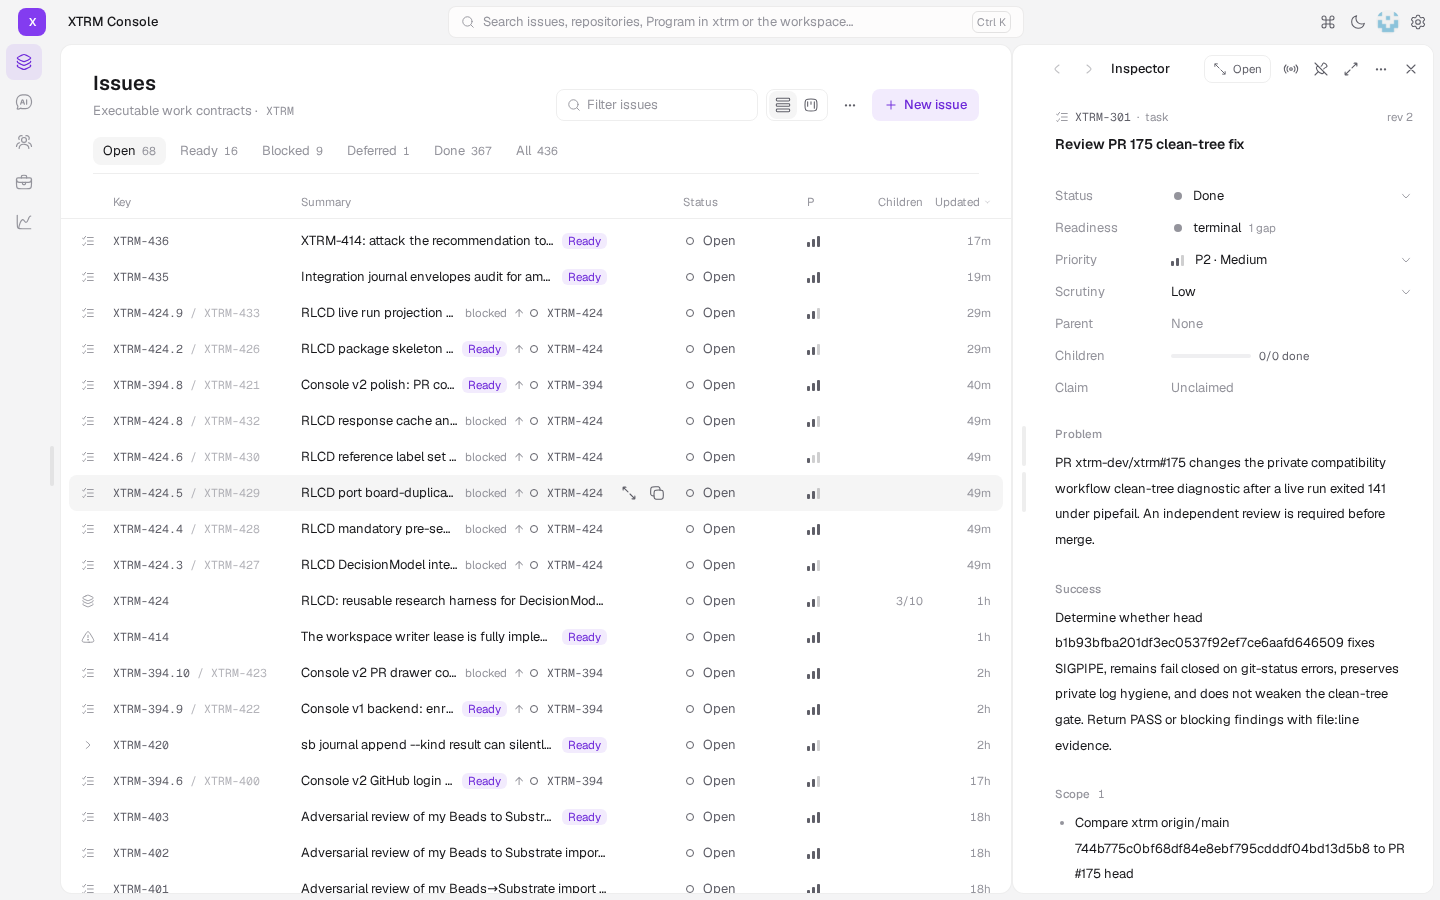 X
XTRM Console
Search issues, repositories, Program in xtrm or the workspace…
Ctrl K
Issues
Executable work contracts · XTRM
Filter issues
New issue
Open 68
Ready 16
Blocked 9
Deferred 1
Done 367
All 436
Key Summary Status P Children Updated
XTRM-436 XTRM-414: attack the recommendation to… Ready Open 17m
XTRM-435 Integration journal envelopes audit for am… Ready Open 19m
XTRM-424.9 / XTRM-433 RLCD live run projection … blocked ↑ XTRM-424 Open 29m
XTRM-424.2 / XTRM-426 RLCD package skeleton … Ready ↑ XTRM-424 Open 29m
XTRM-394.8 / XTRM-421 Console v2 polish: PR co… Ready ↑ XTRM-394 Open 40m
XTRM-424.8 / XTRM-432 RLCD response cache an… blocked ↑ XTRM-424 Open 49m
XTRM-424.6 / XTRM-430 RLCD reference label set … blocked ↑ XTRM-424 Open 49m
XTRM-424.5 / XTRM-429 RLCD port board-duplica… blocked ↑ XTRM-424 Open 49m
XTRM-424.4 / XTRM-428 RLCD mandatory pre-se… blocked ↑ XTRM-424 Open 49m
XTRM-424.3 / XTRM-427 RLCD DecisionModel inte… blocked ↑ XTRM-424 Open 49m
XTRM-424 RLCD: reusable research harness for DecisionMod… Open 3/10 1h
XTRM-414 The workspace writer lease is fully imple… Ready Open 1h
XTRM-394.10 / XTRM-423 Console v2 PR drawer co… blocked ↑ XTRM-394 Open 2h
XTRM-394.9 / XTRM-422 Console v1 backend: enr… Ready ↑ XTRM-394 Open 2h
XTRM-420 sb journal append --kind result can silentl… Ready Open 2h
XTRM-394.6 / XTRM-400 Console v2 GitHub login … Ready ↑ XTRM-394 Open 17h
XTRM-403 Adversarial review of my Beads to Substr… Ready Open 18h
XTRM-402 Adversarial review of my Beads to Substrate impor… Open 18h
XTRM-401 Adversarial review of my Beads→Substrate import … Open 18h
Inspector
Open
XTRM-301 · task rev 2
Review PR 175 clean-tree fix
Status Done
Readiness terminal 1 gap
Priority P2 · Medium
Scrutiny Low
Parent None
Children 0/0 done
Claim Unclaimed
Problem
PR xtrm-dev/xtrm#175 changes the private compatibility
workflow clean-tree diagnostic after a live run exited 141
under pipefail. An independent review is required before
merge.
Success
Determine whether head
b1b93bfba201df3ec0537f92ef7ce6aafd646509 fixes
SIGPIPE, remains fail closed on git-status errors, preserves
private log hygiene, and does not weaken the clean-tree
gate. Return PASS or blocking findings with file:line
evidence.
Scope 1
Compare xtrm origin/main
744b775c0bf68df84e8ebf795cdddf04bd13d5b8 to PR
#175 head